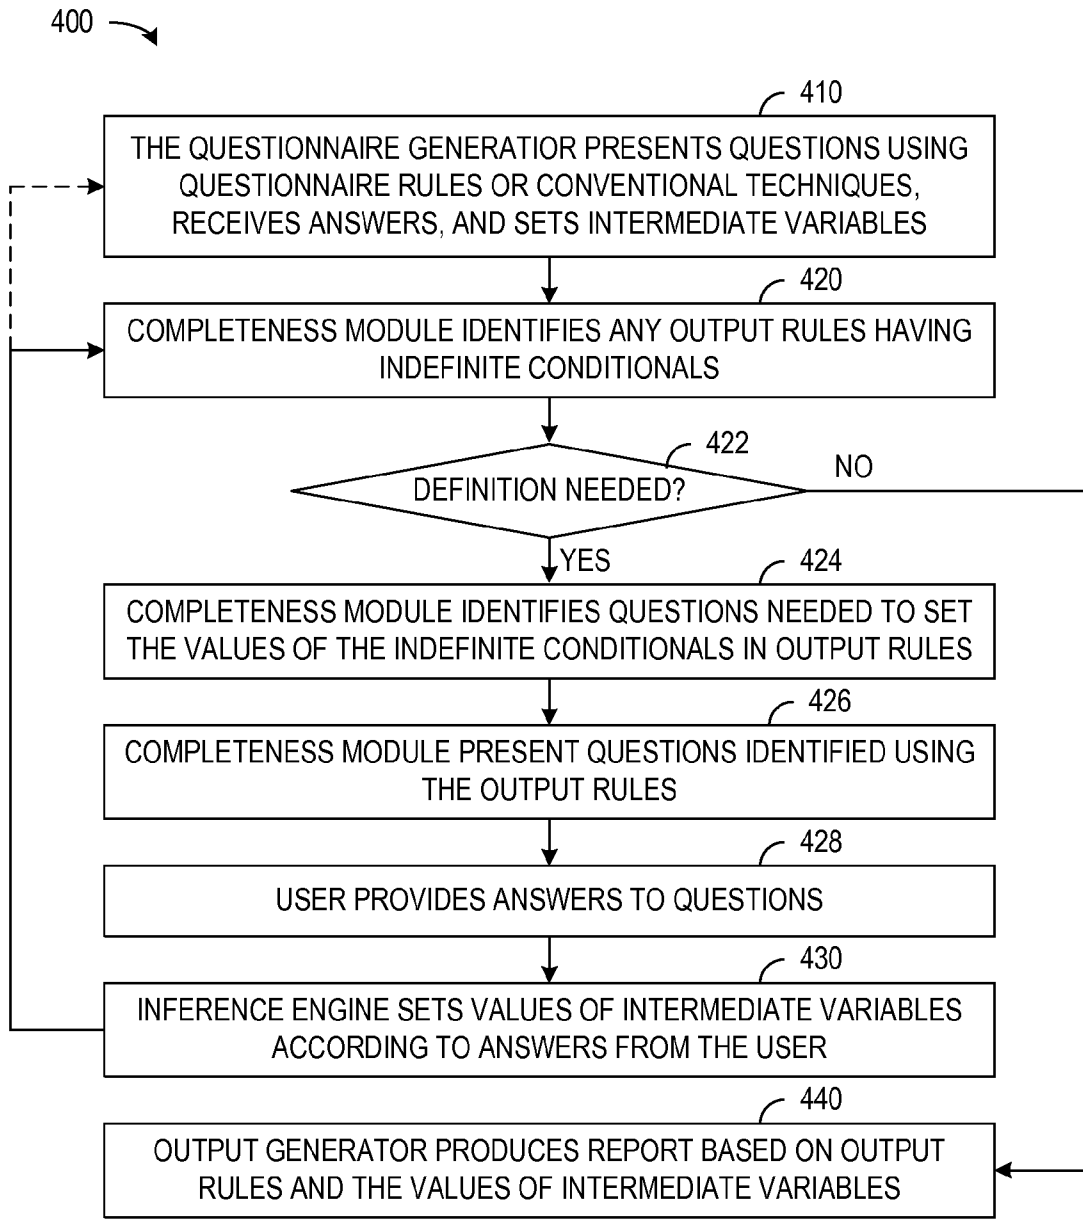 400
410
THE QUESTIONNAIRE GENERATIOR PRESENTS QUESTIONS USING
QUESTIONNAIRE RULES OR CONVENTIONAL TECHNIQUES,
RECEIVES ANSWERS, AND SETS INTERMEDIATE VARIABLES
420
COMPLETENESS MODULE IDENTIFIES ANY OUTPUT RULES HAVING
INDEFINITE CONDITIONALS
422
DEFINITION NEEDED?
NO
YES
424
COMPLETENESS MODULE IDENTIFIES QUESTIONS NEEDED TO SET
THE VALUES OF THE INDEFINITE CONDITIONALS IN OUTPUT RULES
426
COMPLETENESS MODULE PRESENT QUESTIONS IDENTIFIED USING
THE OUTPUT RULES
428
USER PROVIDES ANSWERS TO QUESTIONS
430
INFERENCE ENGINE SETS VALUES OF INTERMEDIATE VARIABLES
ACCORDING TO ANSWERS FROM THE USER
440
OUTPUT GENERATOR PRODUCES REPORT BASED ON OUTPUT
RULES AND THE VALUES OF INTERMEDIATE VARIABLES